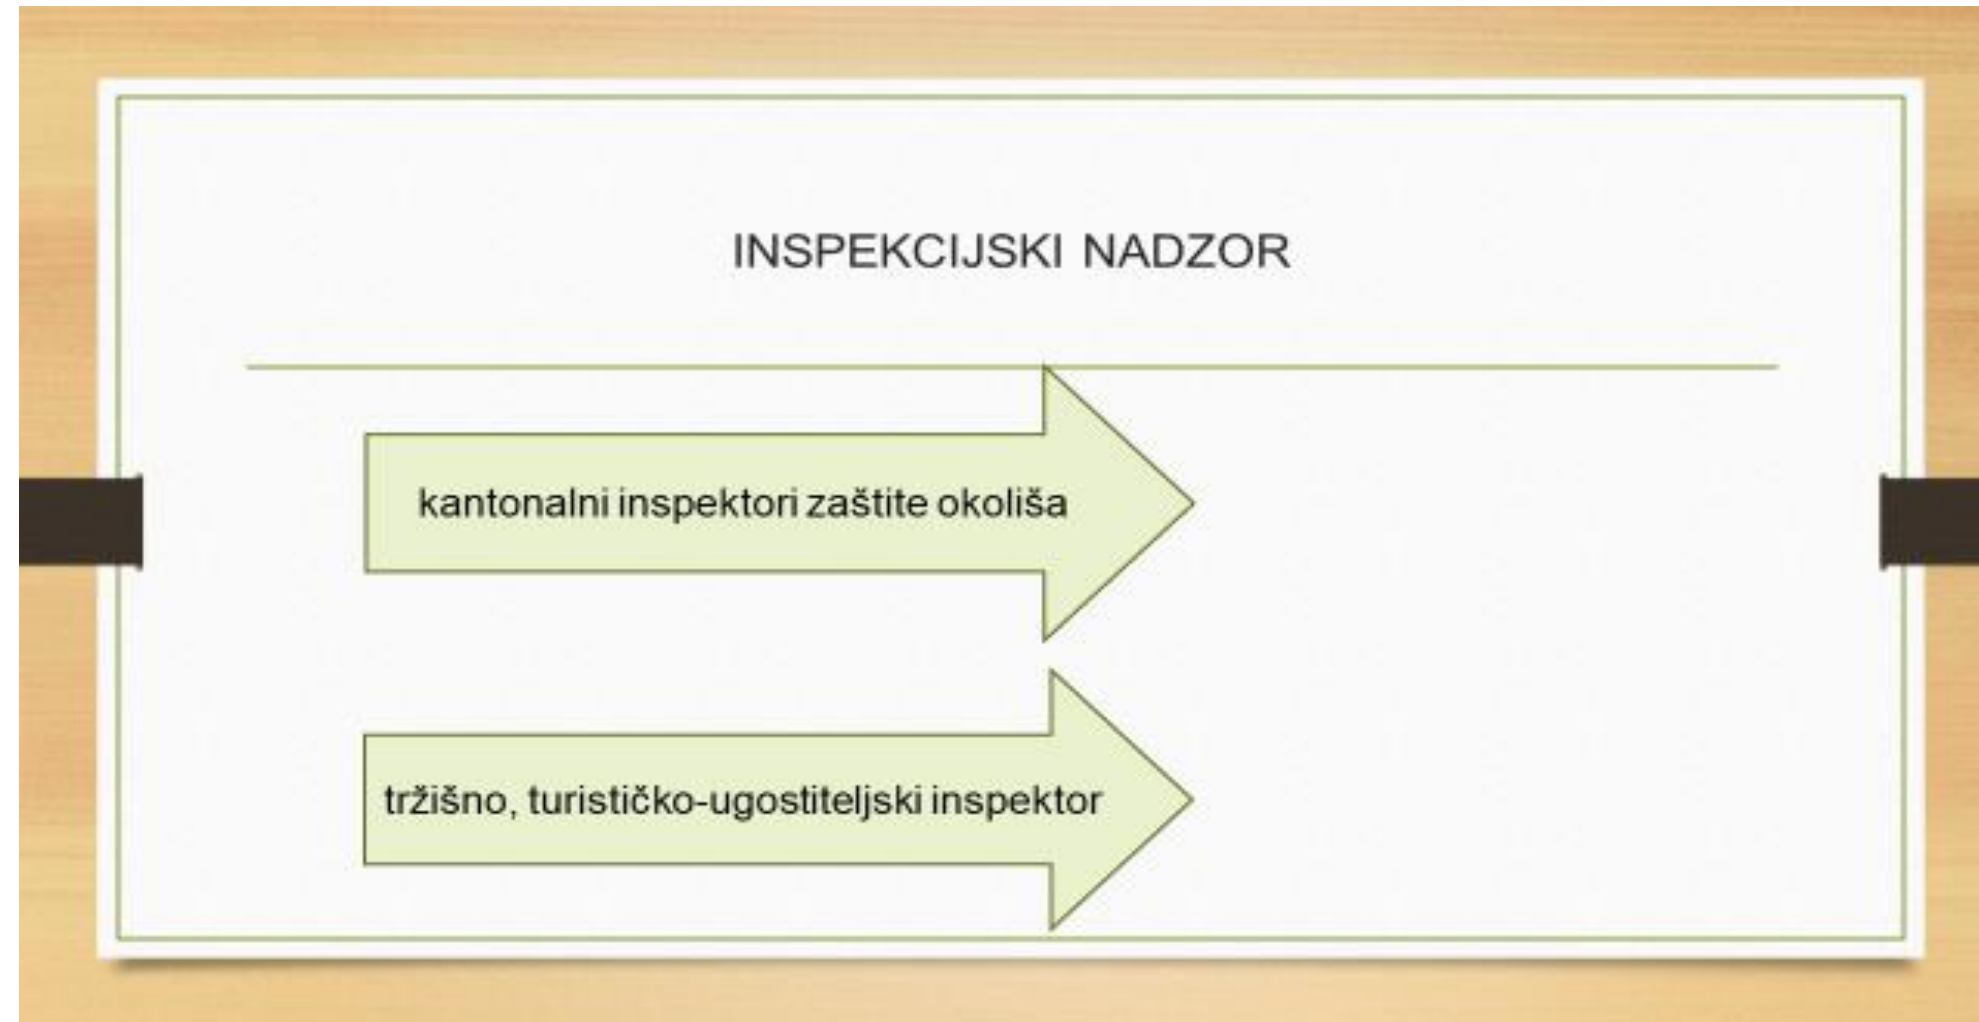 INSPEKCIJSKI NADZOR
kantonalni inspektori zaštite okoliša
tržišno, turističko-ugostiteljski inspektor